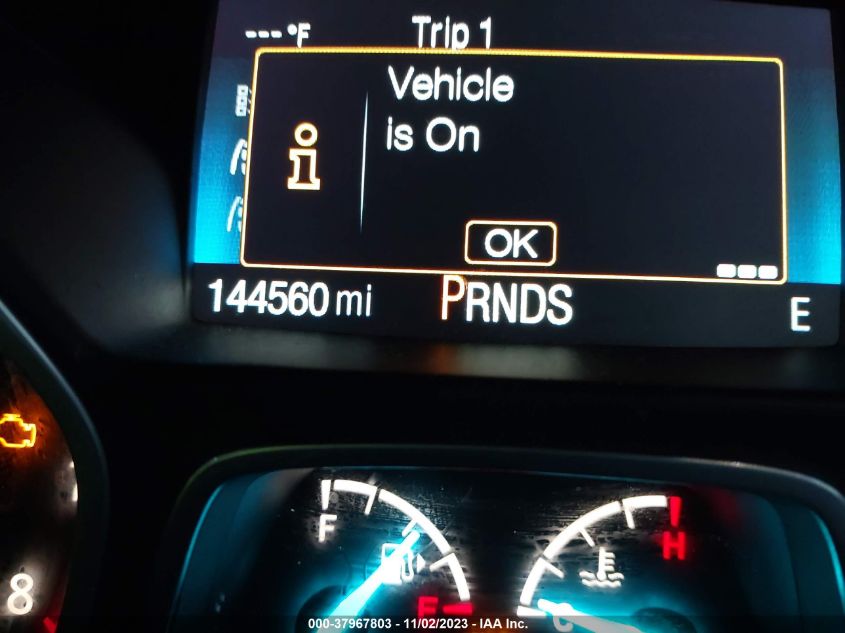 ---°F Trip 1
Vehicle
is On
OK
144560 mi PRNDS E
F H
8 E C
000-37967803 - 11/02/2023 - IAA Inc.